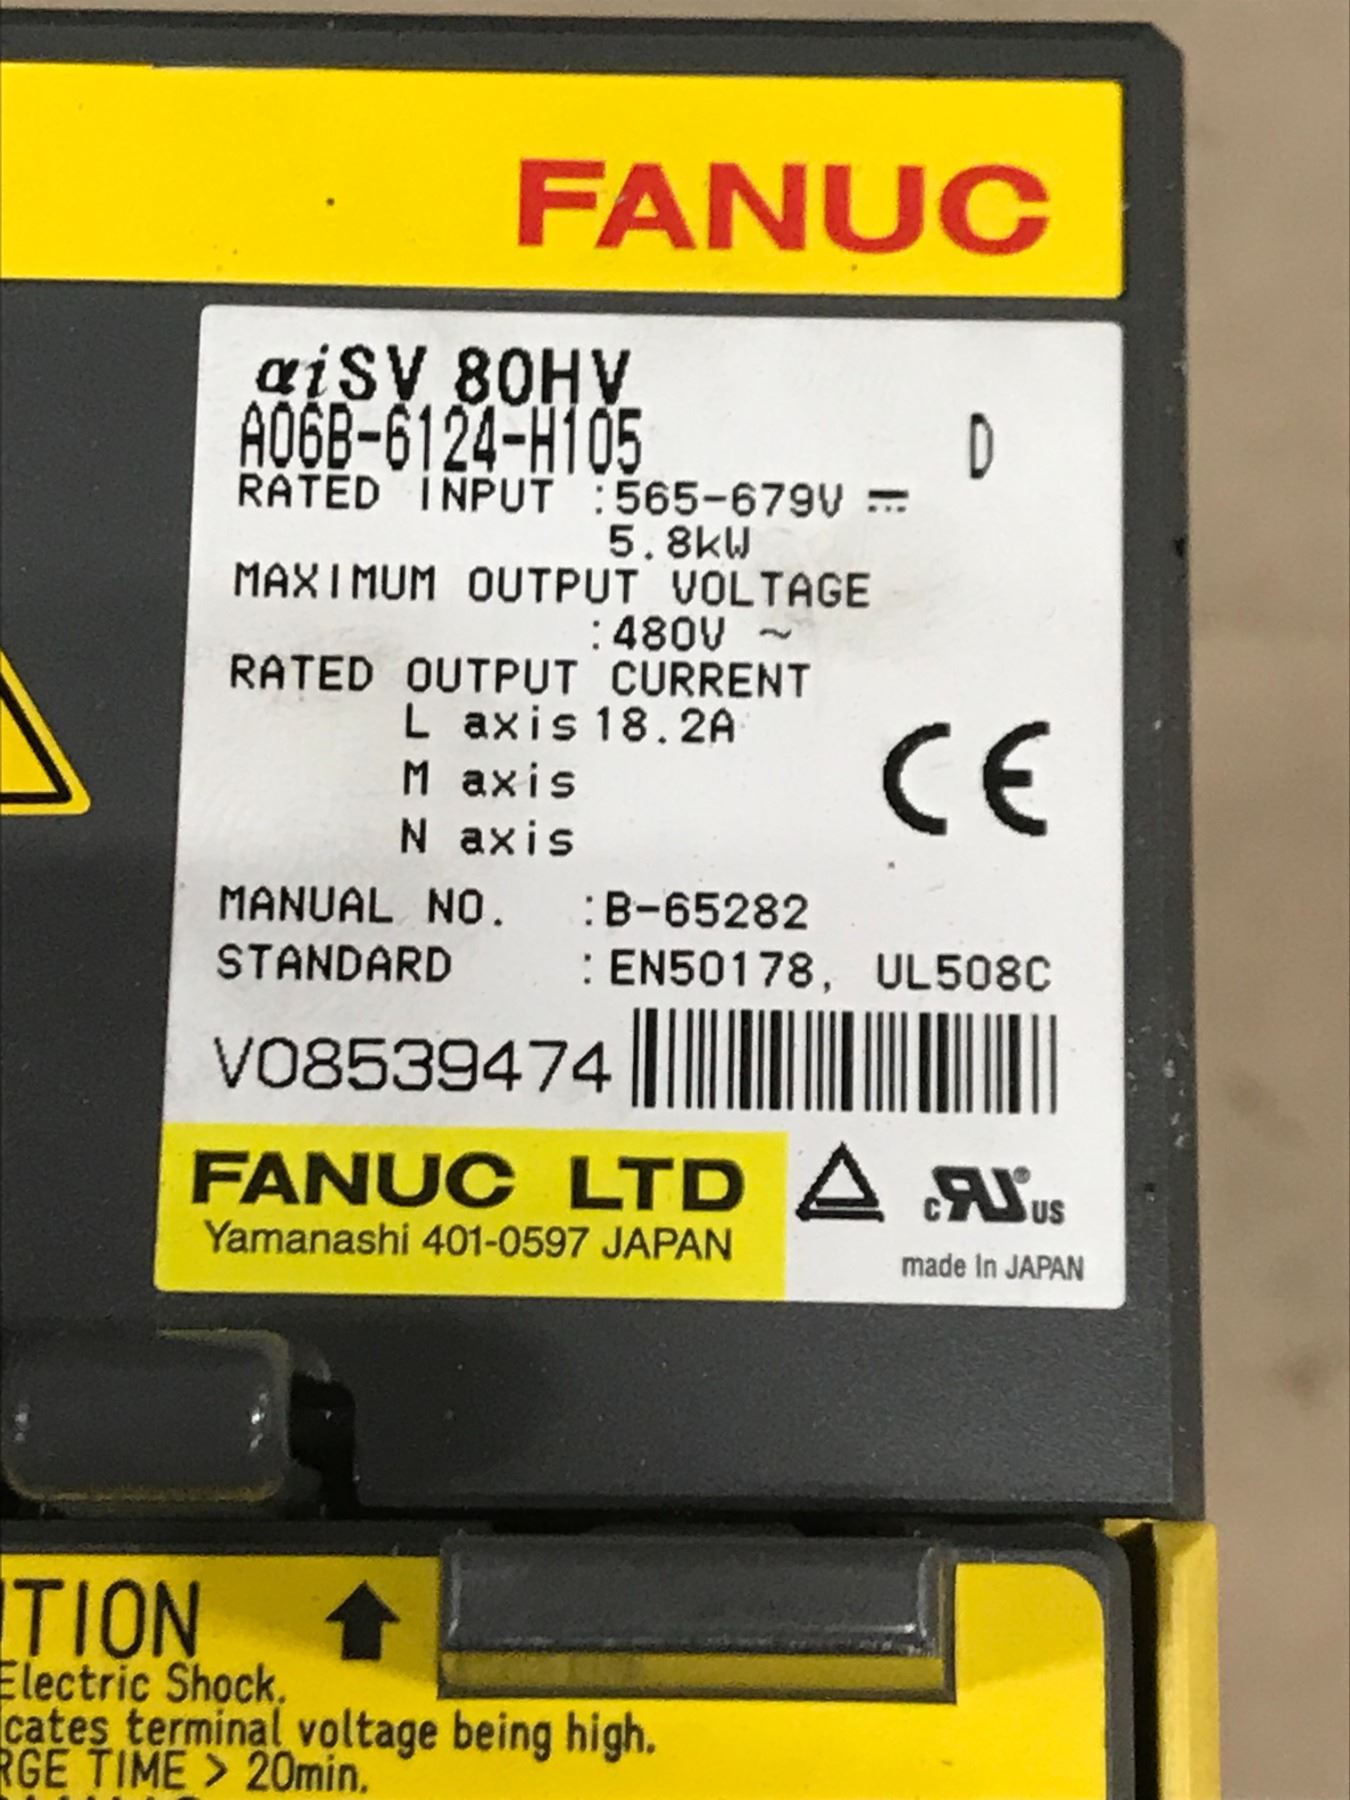 FANUC
αiSV 80HV
A06B-6124-H105 D
RATED INPUT :565-679V ⎓
5.8kW
MAXIMUM OUTPUT VOLTAGE
:480V ~
RATED OUTPUT CURRENT
L axis 18.2A
M axis
N axis
CE
MANUAL NO. :B-65282
STANDARD :EN50178, UL508C
V08539474
FANUC LTD
Yamanashi 401-0597 JAPAN
c RU® US
made In JAPAN
TION
Electric Shock.
cates terminal voltage being high.
RGE TIME > 20min.